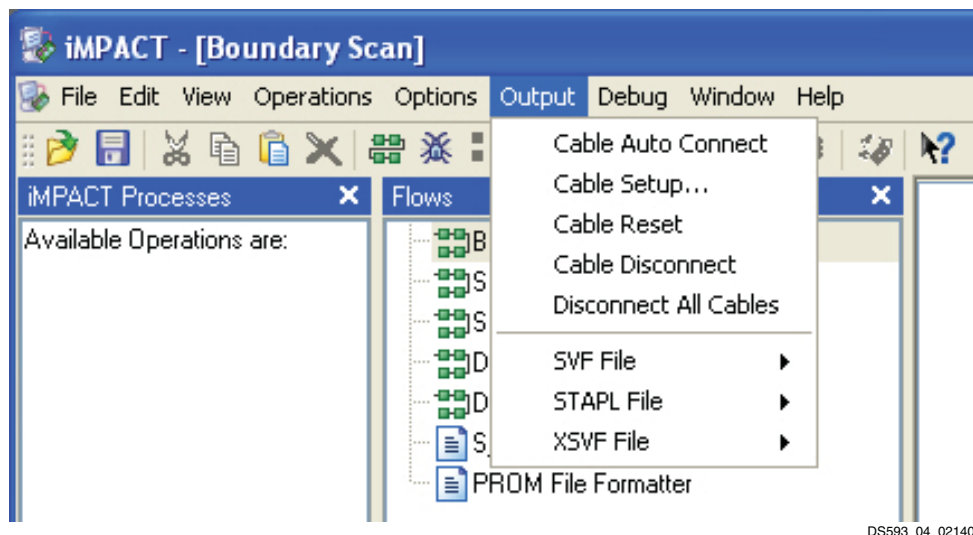 iMPACT - [Boundary Scan]
File Edit View Operations Options Output Debug Window Help
Cable Auto Connect
Cable Setup...
Cable Reset
Cable Disconnect
Disconnect All Cables
SVF File
STAPL File
XSVF File
iMPACT Processes
Available Operations are:
Flows
B
S
S
D
D
S
PROM File Formatter
DS593_04_02140